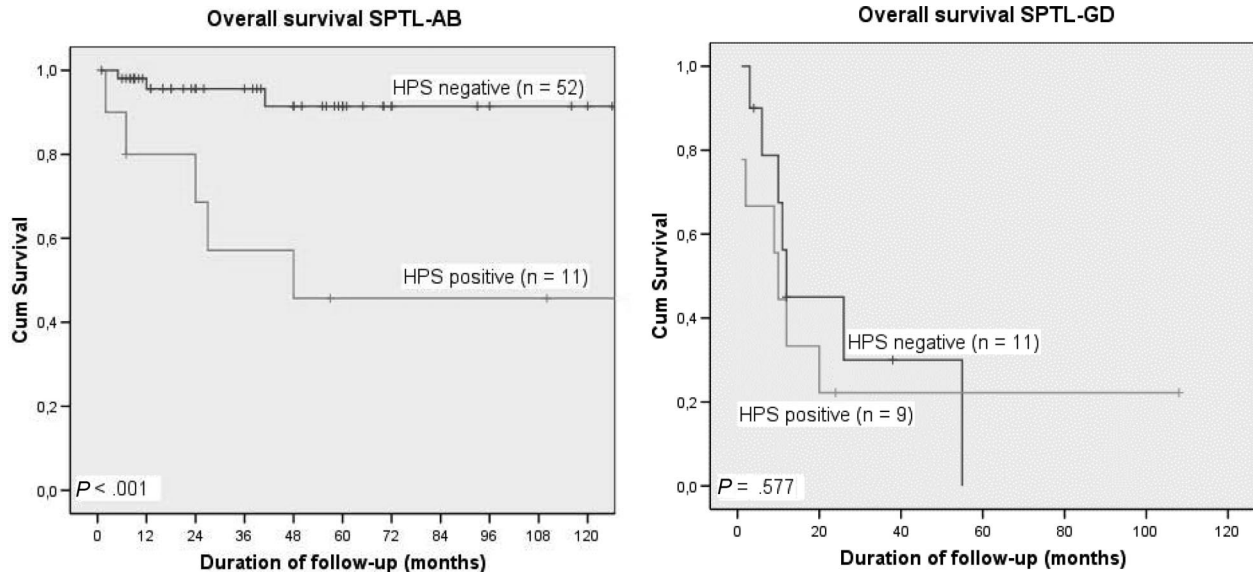 Overall survival SPTL-AB
Cum Survival
1,0
0,8
0,6
0,4
0,2
0,0
HPS negative (n = 52)
HPS positive (n = 11)
P < .001
0 12 24 36 48 60 72 84 96 108 120
Duration of follow-up (months)
Overall survival SPTL-GD
Cum Survival
1,0
0,8
0,6
0,4
0,2
0,0
HPS negative (n = 11)
HPS positive (n = 9)
P = .577
0 20 40 60 80 100 120
Duration of follow-up (months)